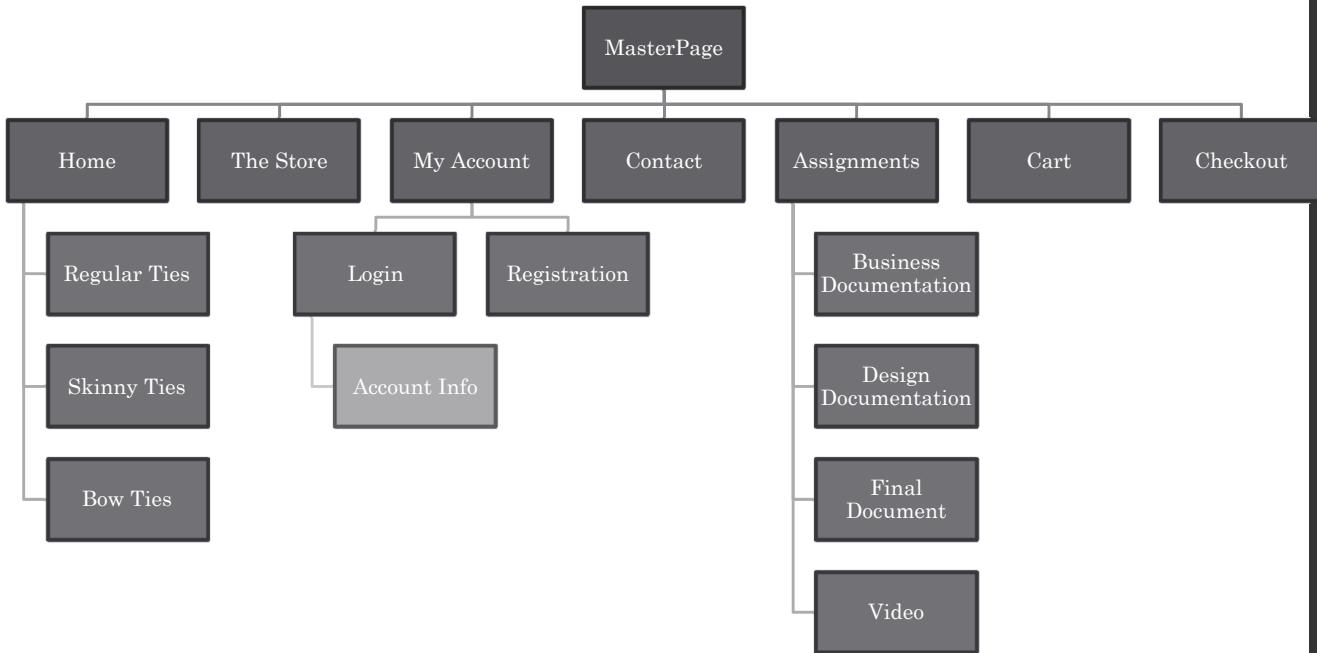 MasterPage
Home
The Store
My Account
Contact
Assignments
Cart
Checkout
Regular Ties
Skinny Ties
Bow Ties
Login
Registration
Account Info
Business
Documentation
Design
Documentation
Final
Document
Video